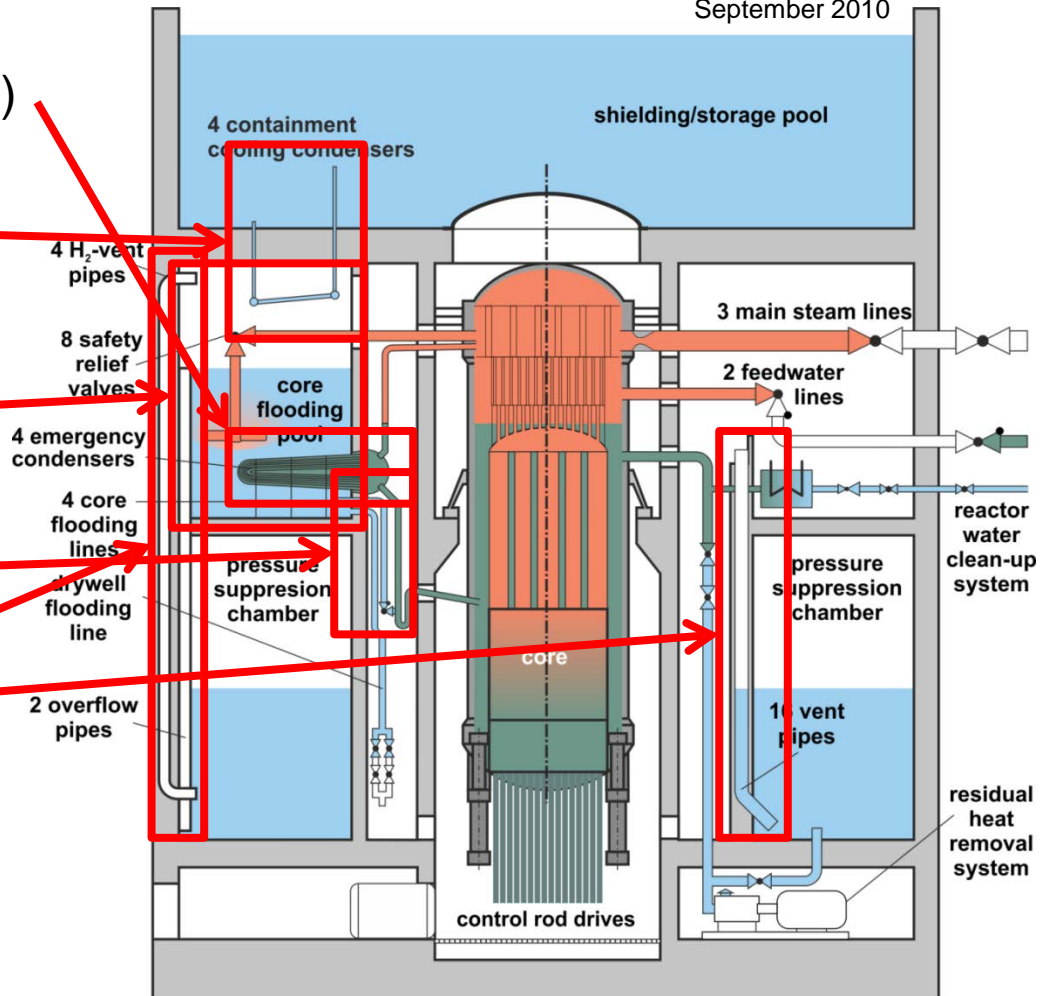 September 2010
)
shielding/storage pool
4 containment
cooling condensers
4 H₂-vent
pipes
8 safety
relief
valves
core
flooding
pool
3 main steam lines
2 feedwater
lines
4 emergency
condensers
4 core
flooding
lines
drywell
flooding
line
pressure
suppresion
chamber
reactor
water
clean-up
system
pressure
suppression
chamber
core
2 overflow
pipes
16 vent
pipes
residual
heat
removal
system
control rod drives